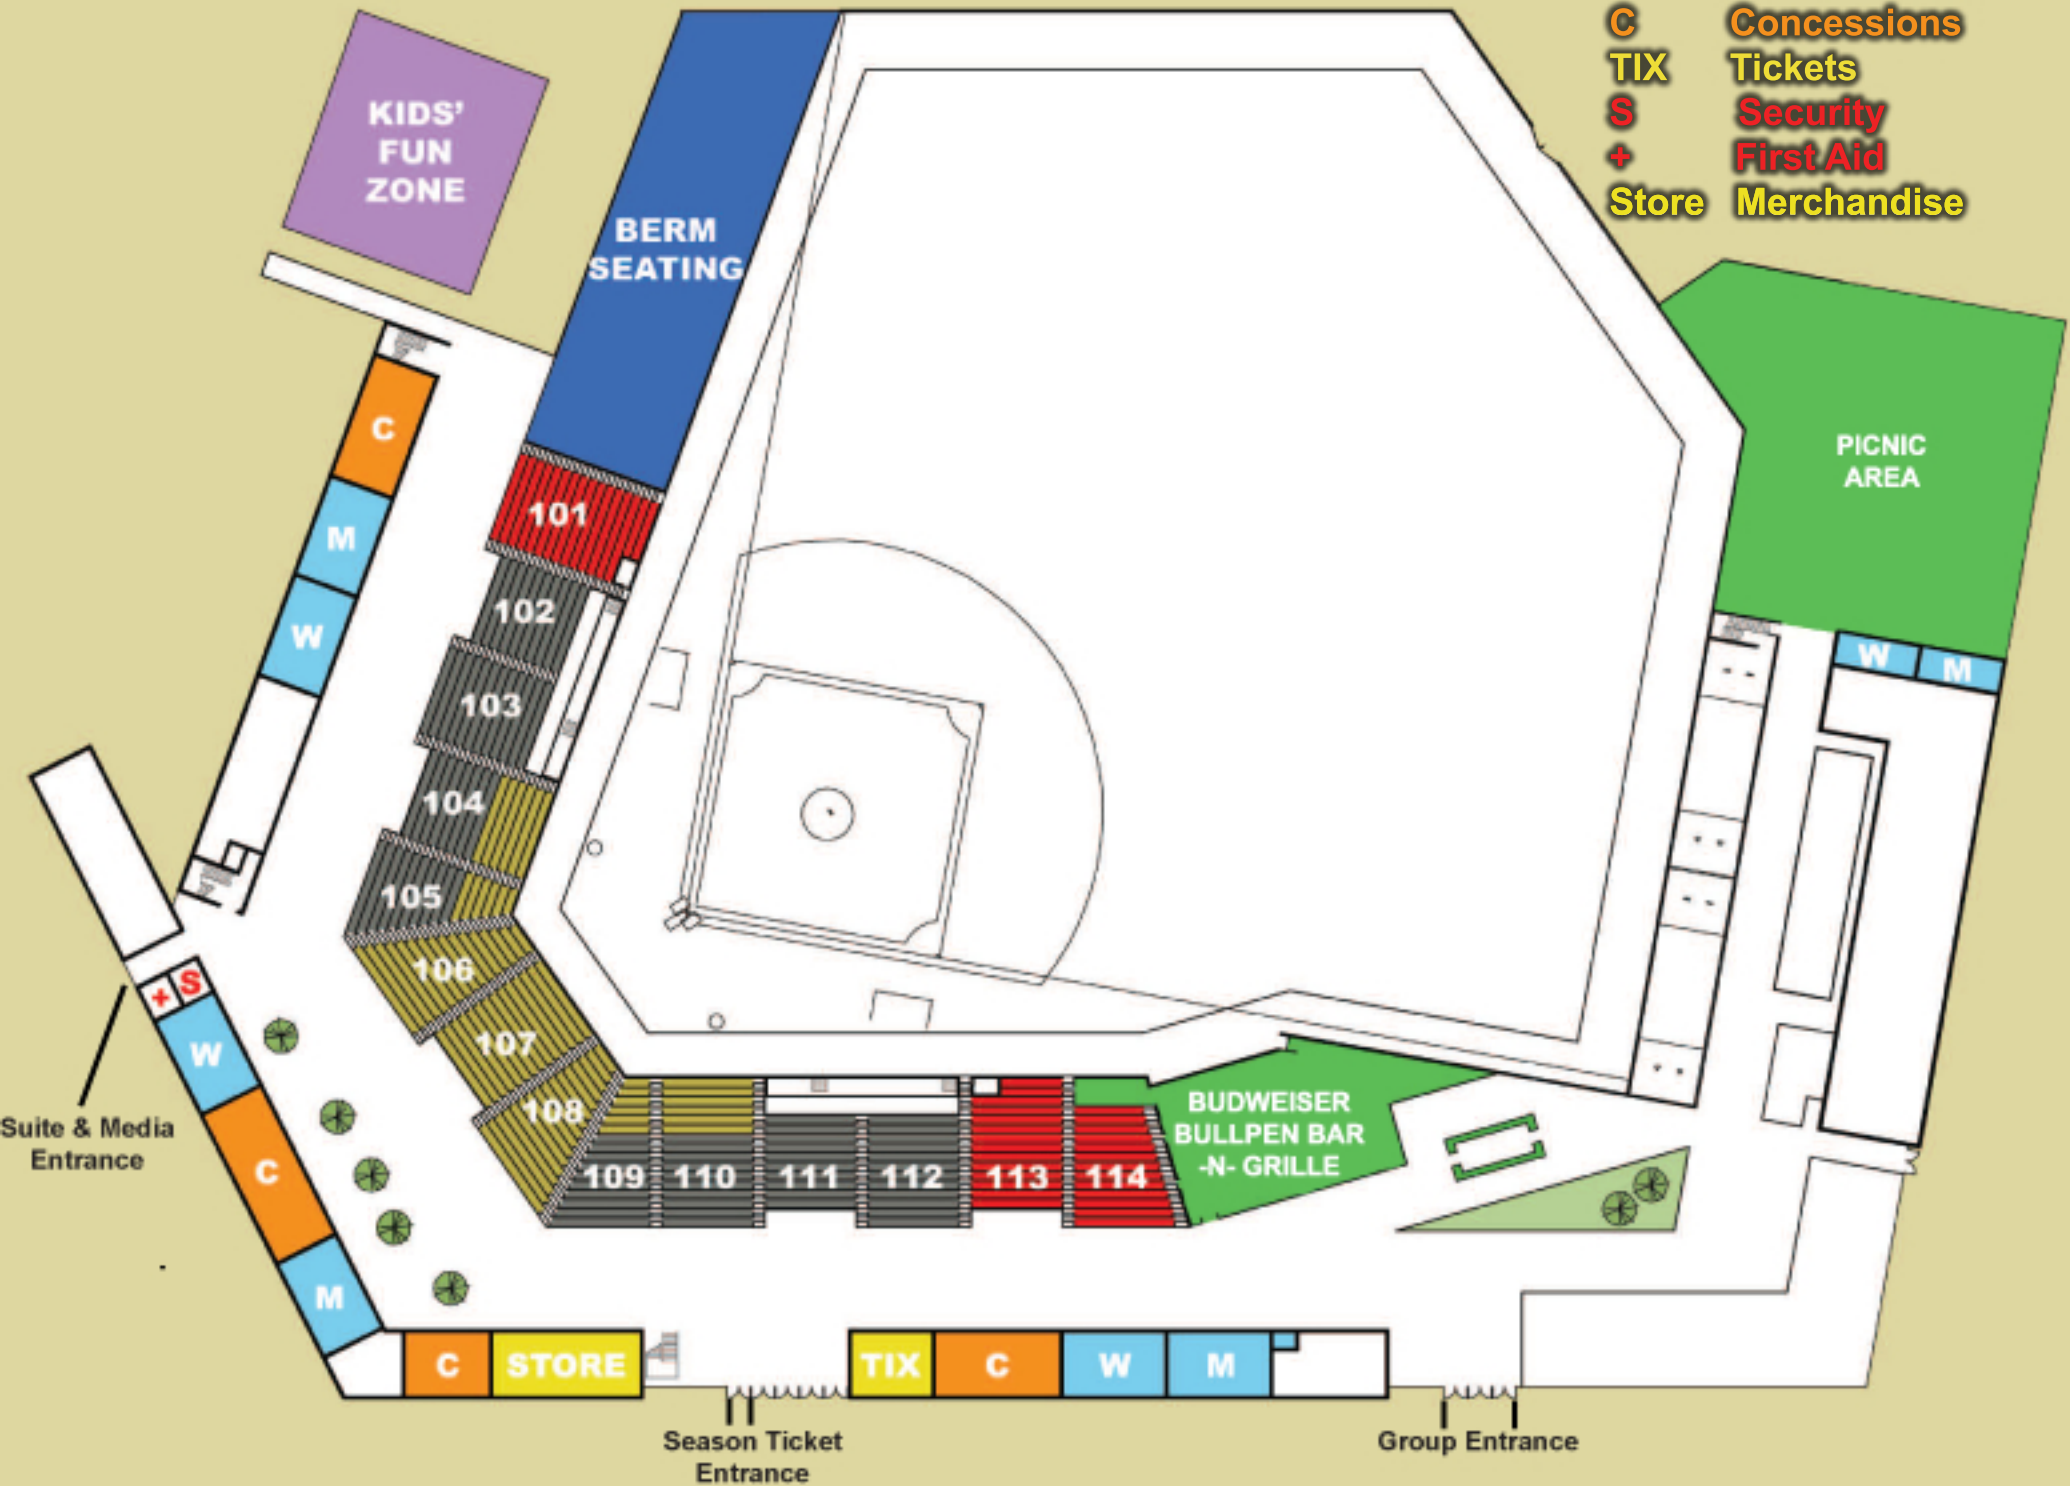 C Concessions
TIX Tickets
S Security
+ First Aid
Store Merchandise
KIDS'
FUN
ZONE
BERM
SEATING
PICNIC
AREA
C
M
W
101
102
103
104
105
106
107
108
109 110 111 112 113 114
W M
+ S
W
C
M
Suite & Media
Entrance
BUDWEISER
BULLPEN BAR
-N- GRILLE
C STORE TIX C W M
Season Ticket
Entrance
Group Entrance